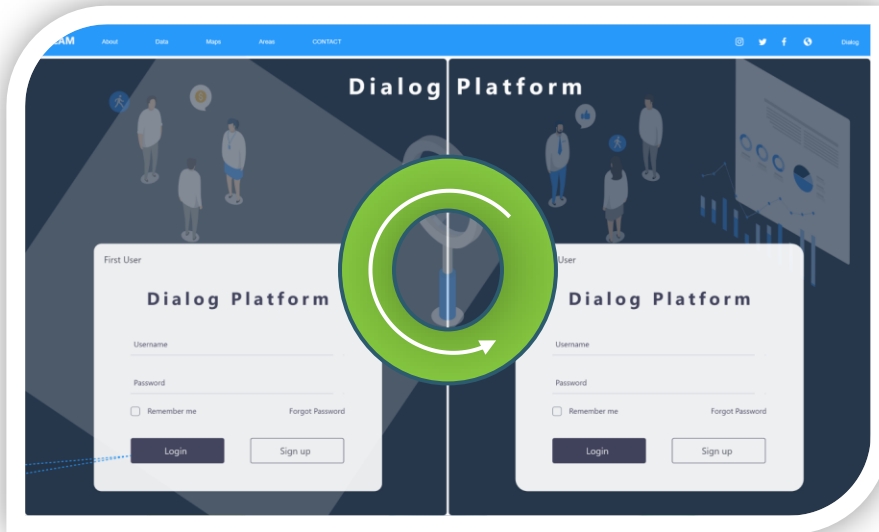 About Data Maps Areas CONTACT Dialog
Dialog Platform
First User
User
Dialog Platform
Dialog Platform
Username
Username
Password
Password
Remember me Forgot Password
Remember me Forgot Password
Login Sign up
Login Sign up